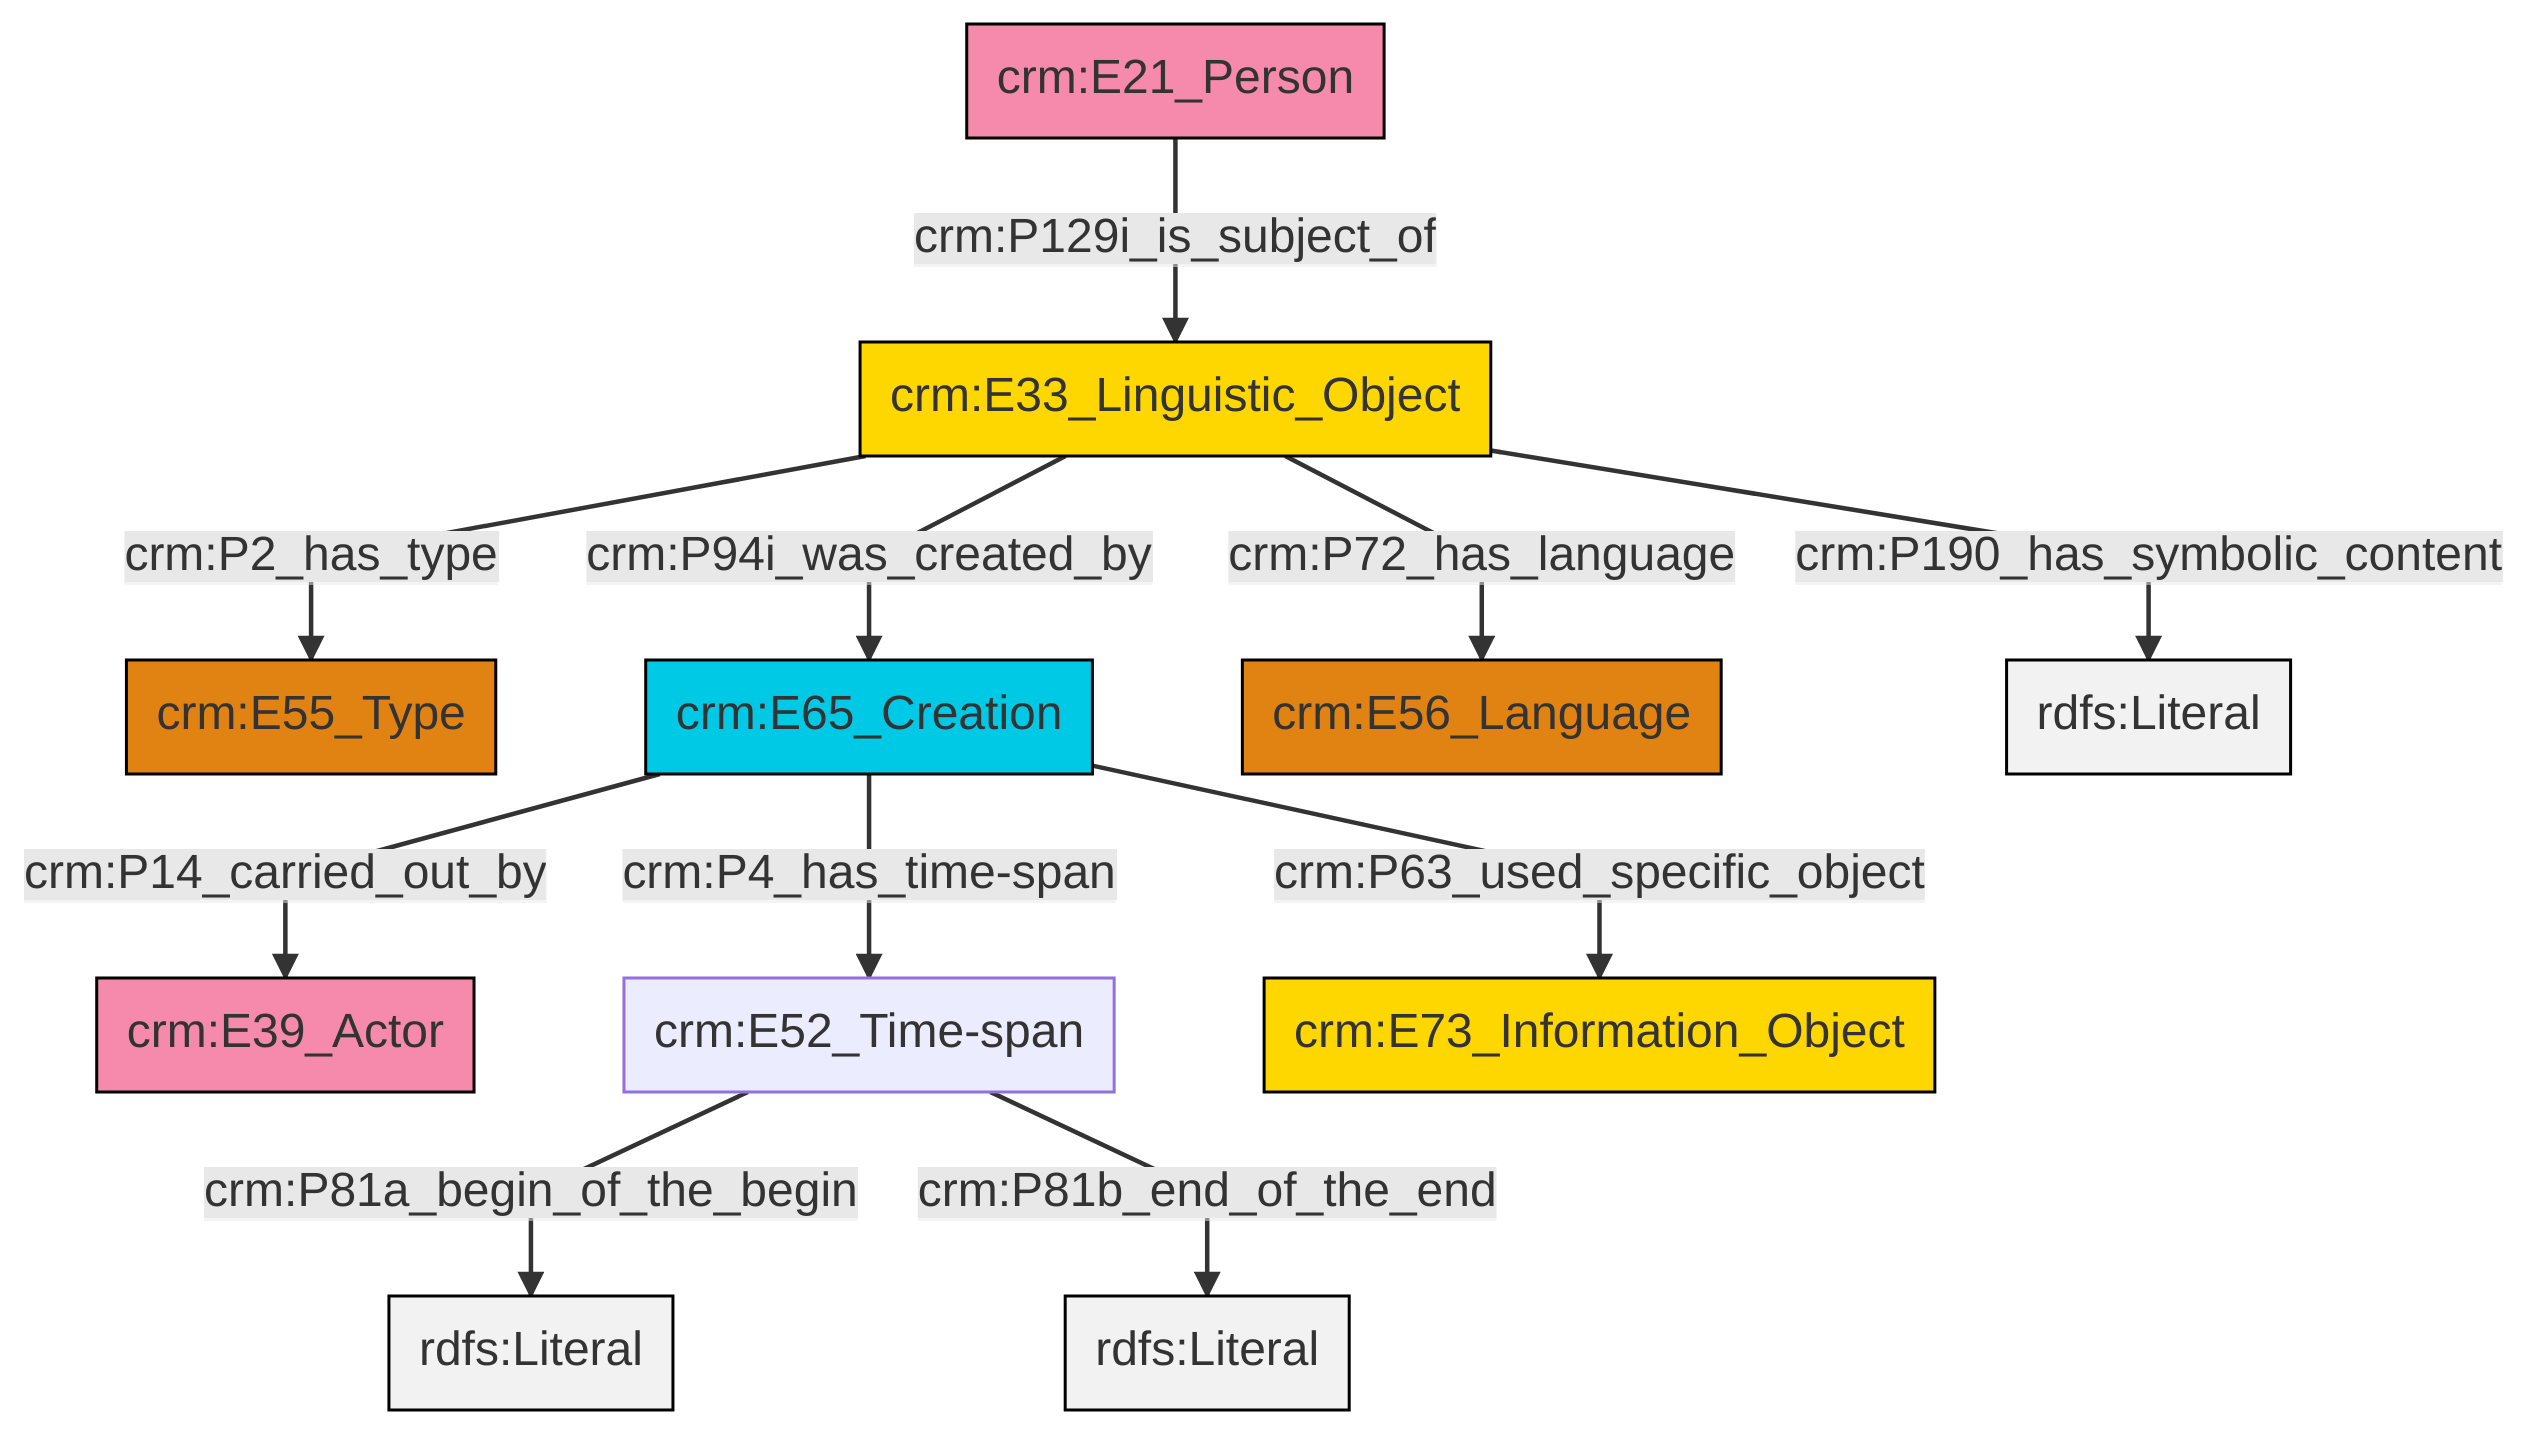 crm:E21_Person
crm:P129i_is_subject_of
crm:E33_Linguistic_Object
crm:P2_has_type
crm:P94i_was_created_by
crm:P72_has_language
crm:P190_has_symbolic_content
crm:E55_Type
crm:E65_Creation
crm:E56_Language
rdfs:Literal
crm:P14_carried_out_by
crm:P4_has_time-span
crm:P63_used_specific_object
crm:E39_Actor
crm:E52_Time-span
crm:E73_Information_Object
crm:P81a_begin_of_the_begin
crm:P81b_end_of_the_end
rdfs:Literal
rdfs:Literal